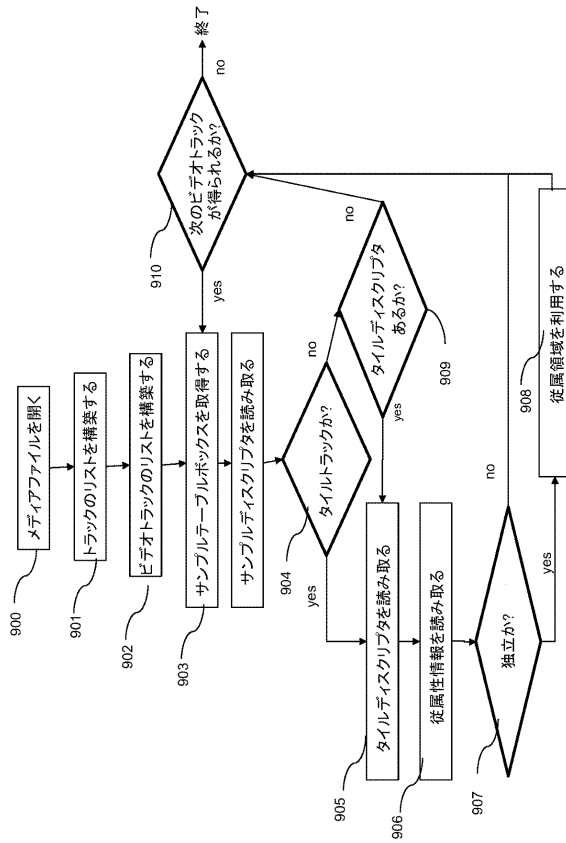 900
メディアファイルを開く
901
トラックのリストを構築する
902
ビデオトラックのリストを構築する
903
サンプルテーブルボックスを取得する
サンプルディスクリプタを読み取る
904
タイルトラックか?
yes
no
905
タイルディスクリプタを読み取る
906
従属性情報を読み取る
907
独立か?
yes
no
908
従属領域を利用する
909
タイルディスクリプタ
あるか?
yes
no
910
次のビデオトラック
が得られるか?
yes
no
終了